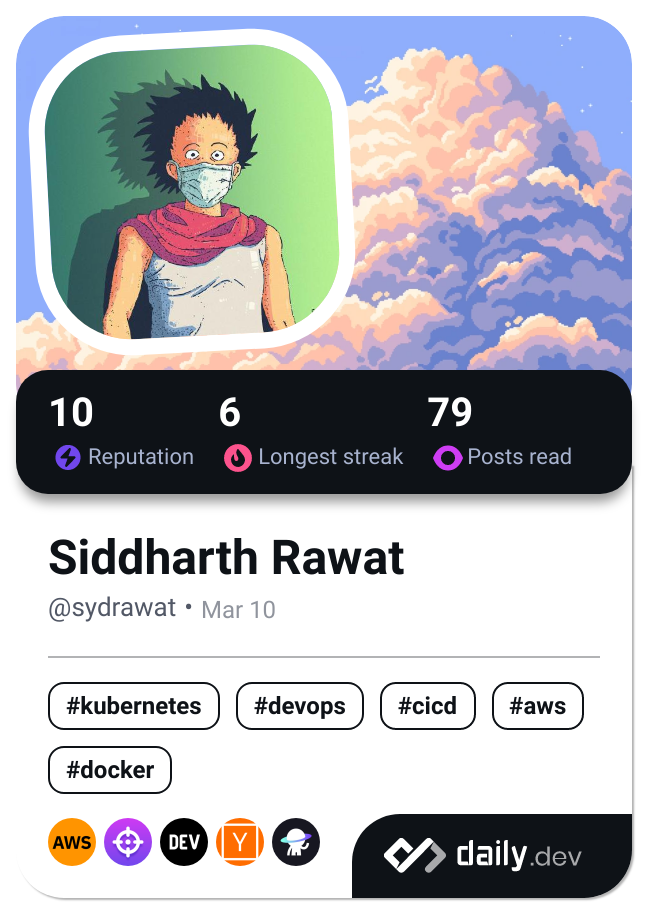 10 6 79
Reputation Longest streak Posts read
Siddharth Rawat
@sydrawat • Mar 10
#kubernetes #devops #cicd #aws
#docker
AWS DEV Y daily.dev